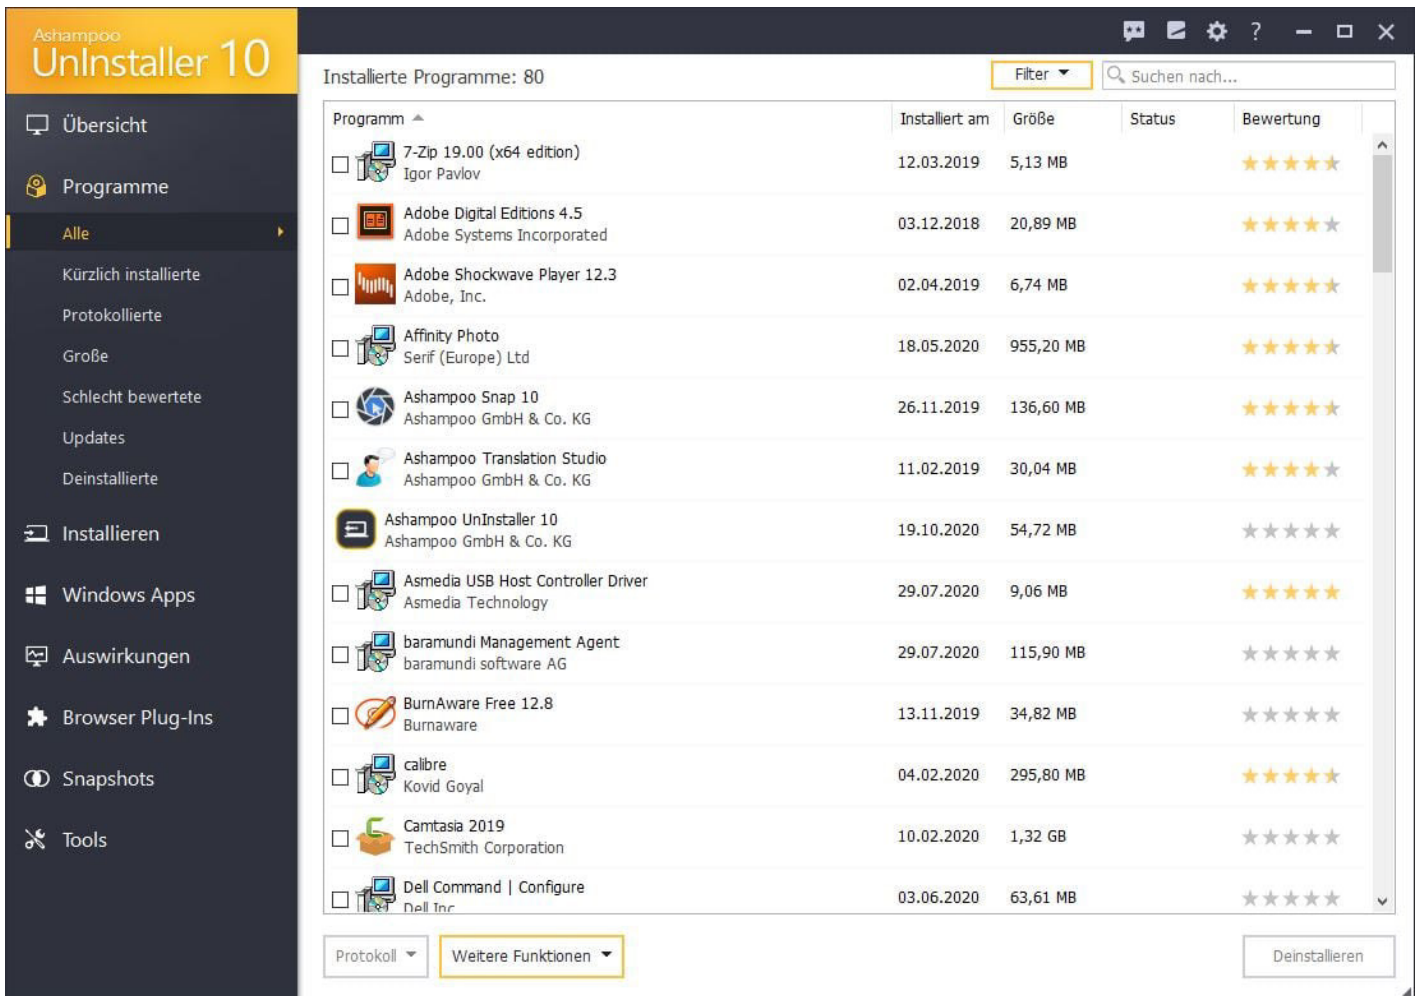 Ashampoo
UnInstaller 10
Installierte Programme: 80
Filter
Suchen nach...
Übersicht
Programme
Alle
Kürzlich installierte
Protokollierte
Große
Schlecht bewertete
Updates
Deinstallierte
Installieren
Windows Apps
Auswirkungen
Browser Plug-Ins
Snapshots
Tools
Programm Installiert am Größe Status Bewertung
7-Zip 19.00 (x64 edition)
Igor Pavlov
12.03.2019 5,13 MB
Adobe Digital Editions 4.5
Adobe Systems Incorporated
03.12.2018 20,89 MB
Adobe Shockwave Player 12.3
Adobe, Inc.
02.04.2019 6,74 MB
Affinity Photo
Serif (Europe) Ltd
18.05.2020 955,20 MB
Ashampoo Snap 10
Ashampoo GmbH & Co. KG
26.11.2019 136,60 MB
Ashampoo Translation Studio
Ashampoo GmbH & Co. KG
11.02.2019 30,04 MB
Ashampoo UnInstaller 10
Ashampoo GmbH & Co. KG
19.10.2020 54,72 MB
Asmedia USB Host Controller Driver
Asmedia Technology
29.07.2020 9,06 MB
baramundi Management Agent
baramundi software AG
29.07.2020 115,90 MB
BurnAware Free 12.8
Burnaware
13.11.2019 34,82 MB
calibre
Kovid Goyal
04.02.2020 295,80 MB
Camtasia 2019
TechSmith Corporation
10.02.2020 1,32 GB
Dell Command | Configure
Dell Inc
03.06.2020 63,61 MB
Protokoll
Weitere Funktionen
Deinstallieren